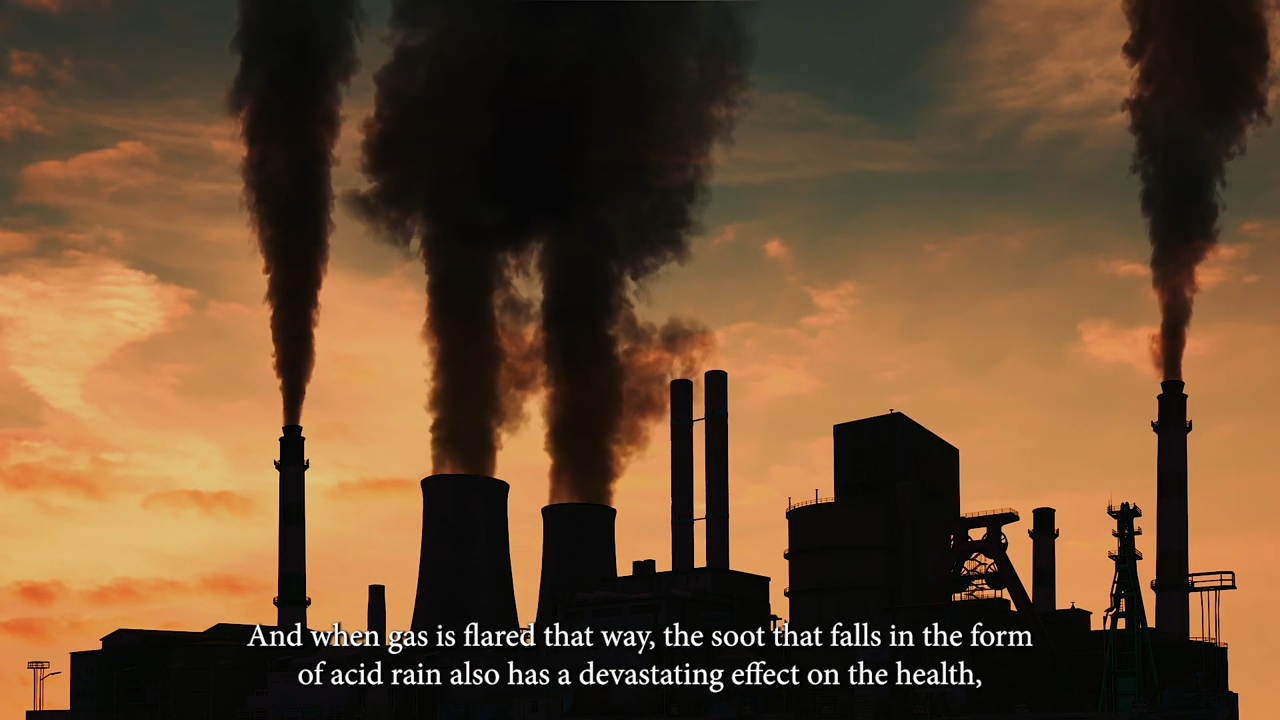 And when gas is flared that way, the soot that falls in the form
of acid rain also has a devastating effect on the health,